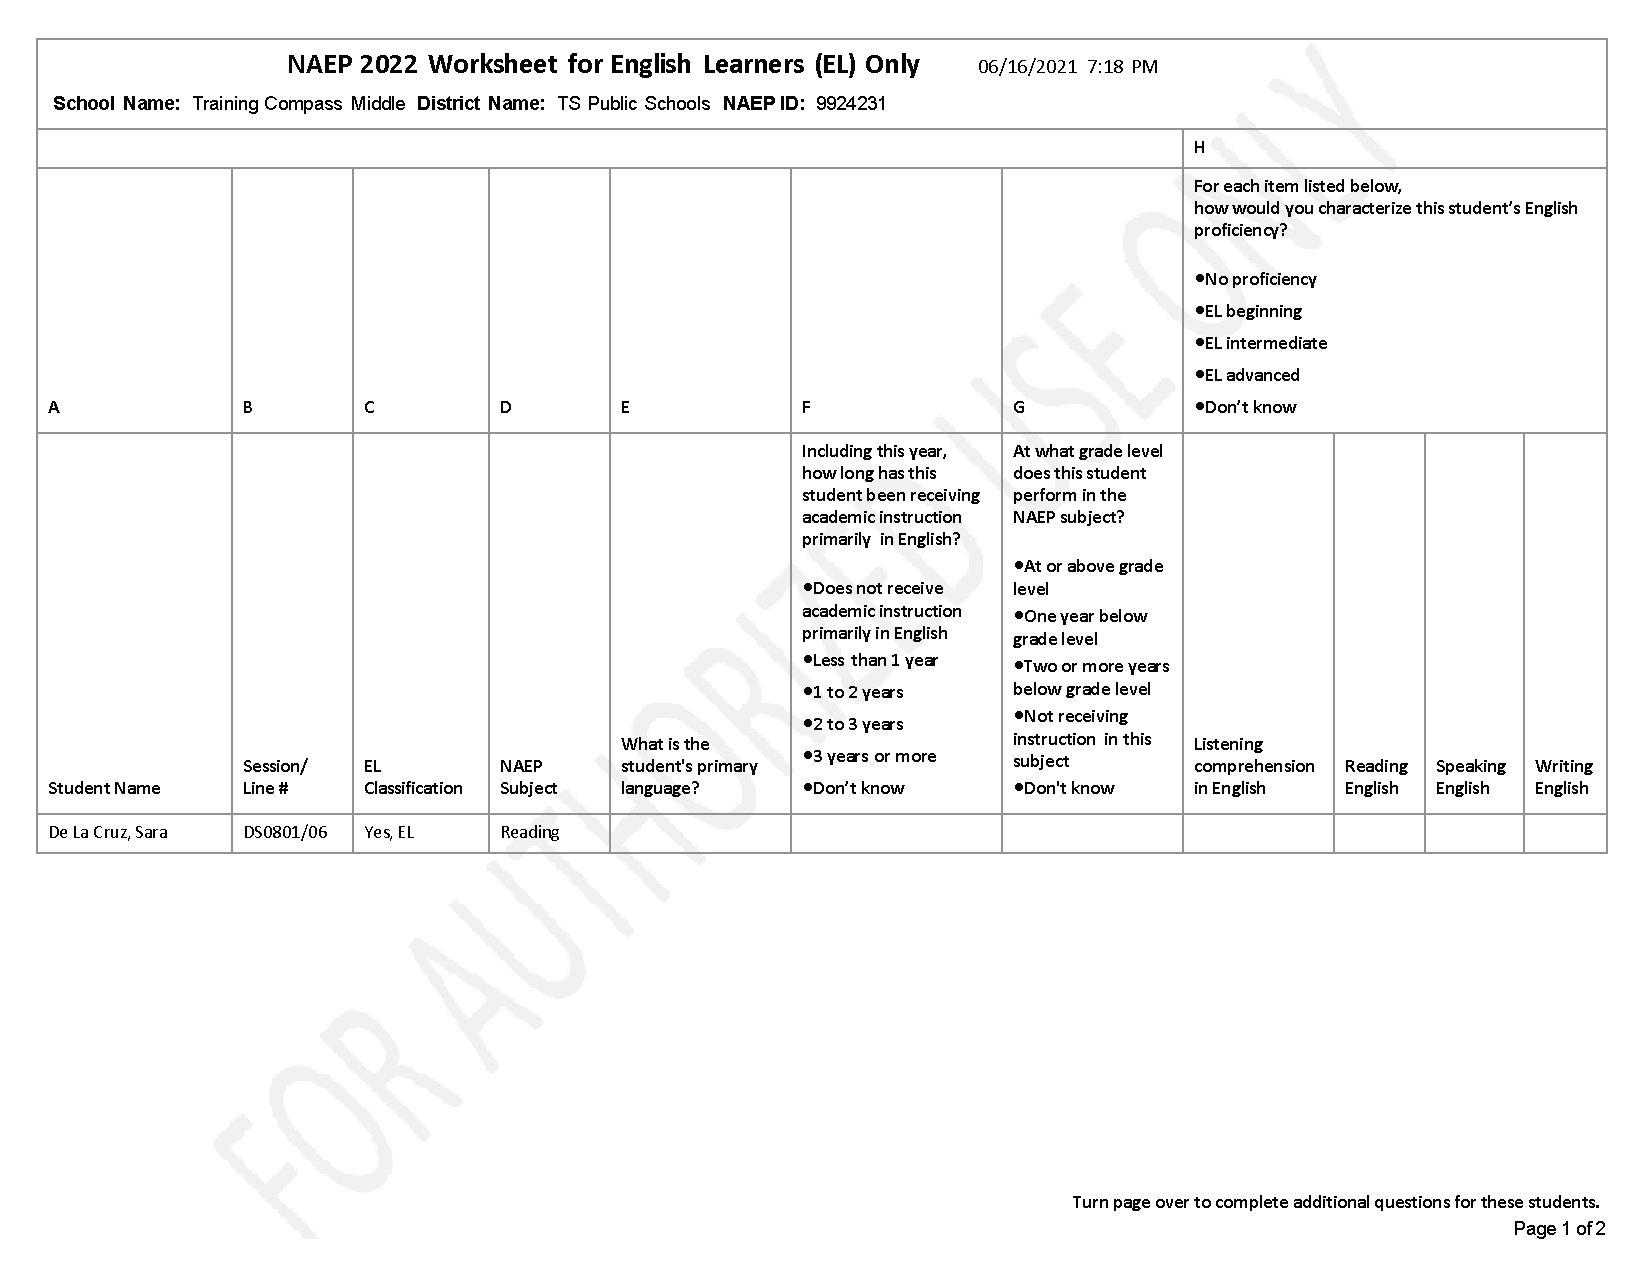 NAEP 2022 Worksheet for English Learners (EL) Only 06/16/2021 7:18 PM
School Name: Training Compass Middle District Name: TS Public Schools NAEP ID: 9924231
H
For each item listed below,
how would you characterize this student’s English
proficiency?
•No proficiency
•EL beginning
•EL intermediate
•EL advanced
•Don’t know
A B C D E F G
Student Name
Session/
Line #
EL
Classification
NAEP
Subject
What is the
student's primary
language?
Including this year,
how long has this
student been receiving
academic instruction
primarily in English?
•Does not receive
academic instruction
primarily in English
•Less than 1 year
•1 to 2 years
•2 to 3 years
•3 years or more
•Don’t know
At what grade level
does this student
perform in the
NAEP subject?
•At or above grade
level
•One year below
grade level
•Two or more years
below grade level
•Not receiving
instruction in this
subject
•Don't know
Listening
comprehension
in English
Reading
English
Speaking
English
Writing
English
De La Cruz, Sara DS0801/06 Yes, EL Reading
FOR AUTHORIZED USE ONLY
Turn page over to complete additional questions for these students.
Page 1 of 2